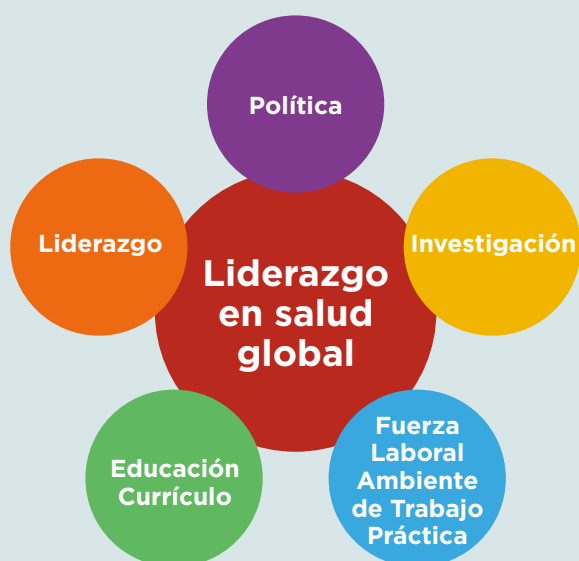 Política
Liderazgo
Investigación
Liderazgo
en salud
global
Educación
Currículo
Fuerza
Laboral
Ambiente
de Trabajo
Práctica